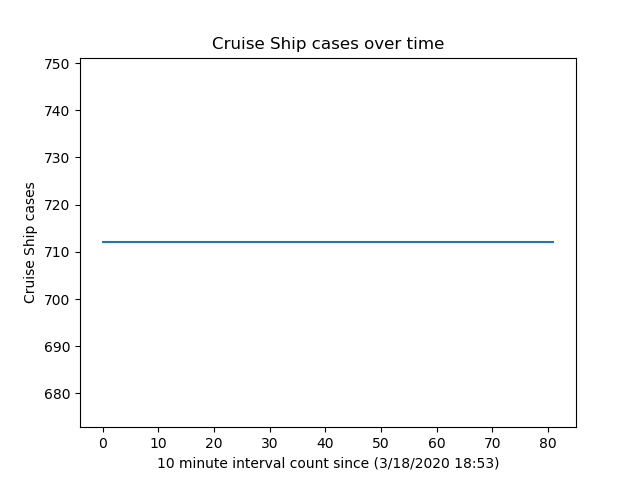 Cruise Ship cases over time
750
740
730
720
710
700
690
680
Cruise Ship cases
0 10 20 30 40 50 60 70 80
10 minute interval count since (3/18/2020 18:53)